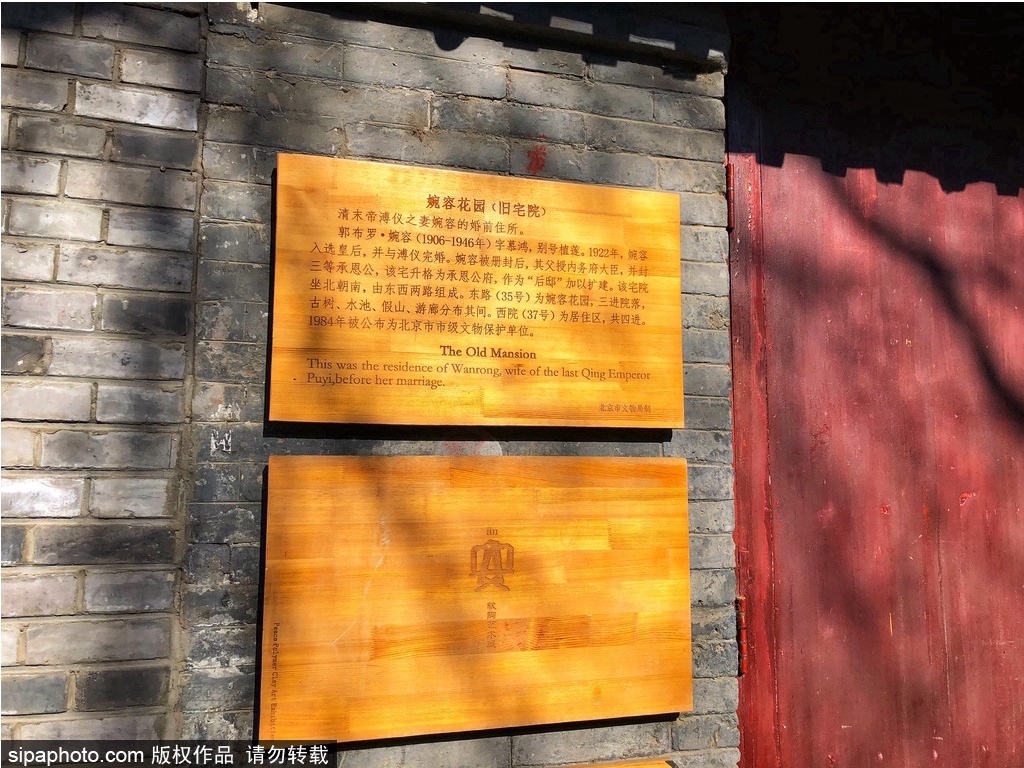 婉容花园（旧宅院）
清末帝溥仪之妻婉容的婚前住所。
郭布罗·婉容（1906-1946年）字慕鸿，别号植莲。1922年，婉容
入选皇后，并与溥仪完婚。婉容被册封后，其父授内务府大臣，并封
三等承恩公，该宅升格为承恩公府，作为“后邸”加以扩建。该宅院
坐北朝南，由东西两路组成。东路（35号）为婉容花园，三进院落，
古树、水池、假山、游廊分布其间。西院（37号）为居住区，共四进。
1984年被公布为北京市市级文物保护单位。
The Old Mansion
This was the residence of Wanrong, wife of the last Qing Emperor
Puyi,before her marriage.
北京市文物局制
软陶艺术展
Polymer Clay Art
sipaphoto.com 版权作品 请勿转载